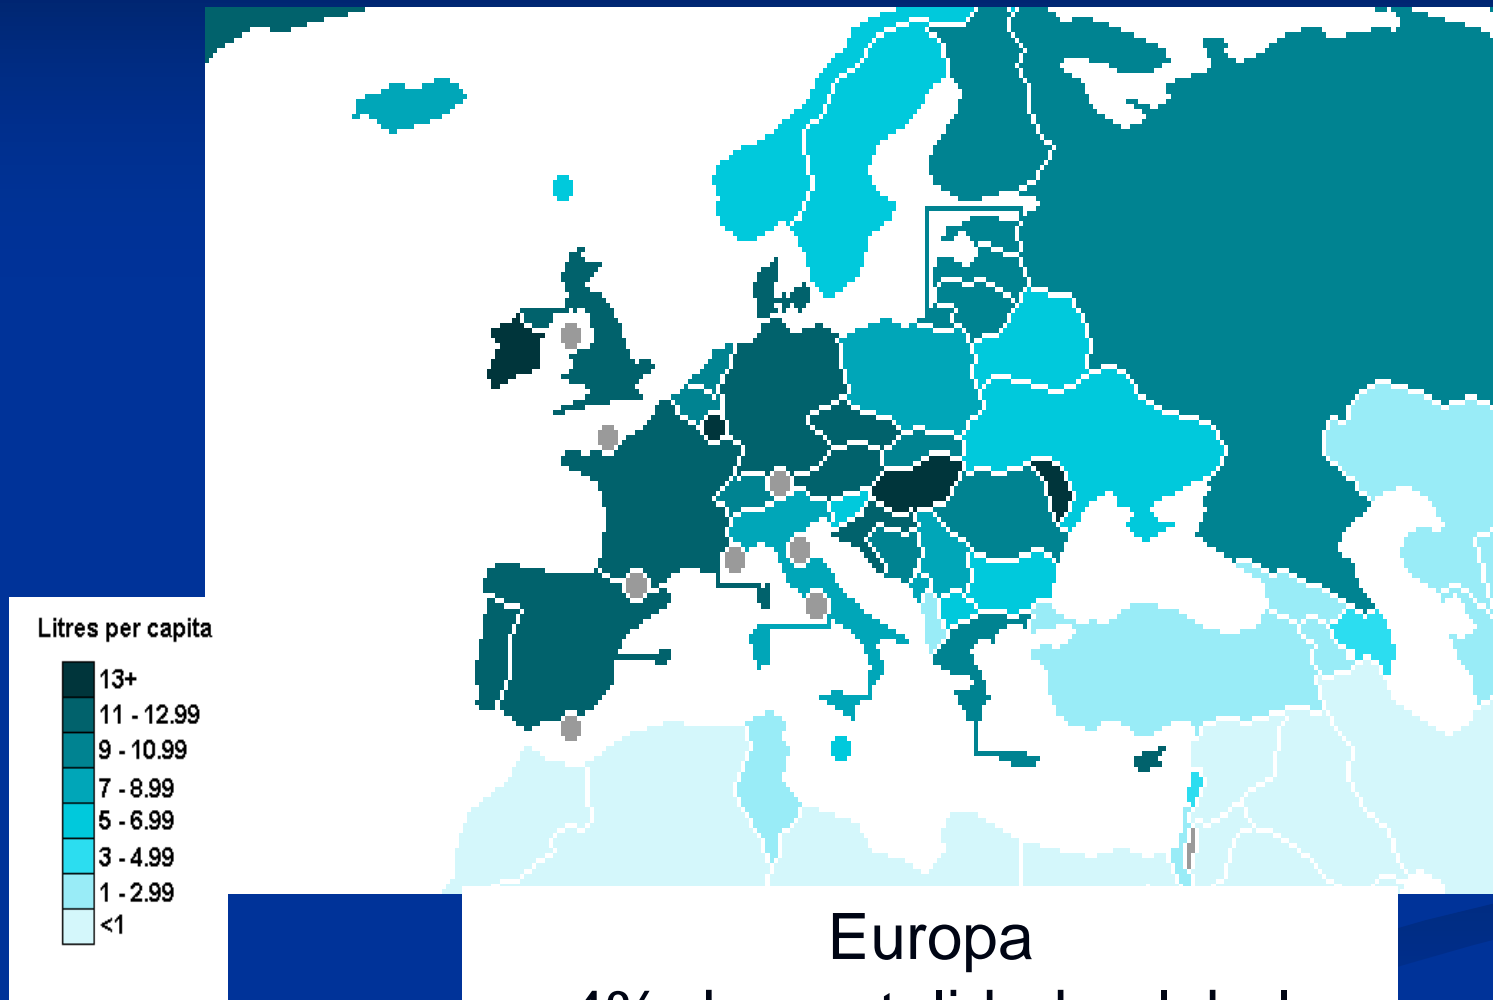 Litres per capita
13+
11 - 12.99
9 - 10.99
7 - 8.99
5 - 6.99
3 - 4.99
1 - 2.99
<1
Europa
4%